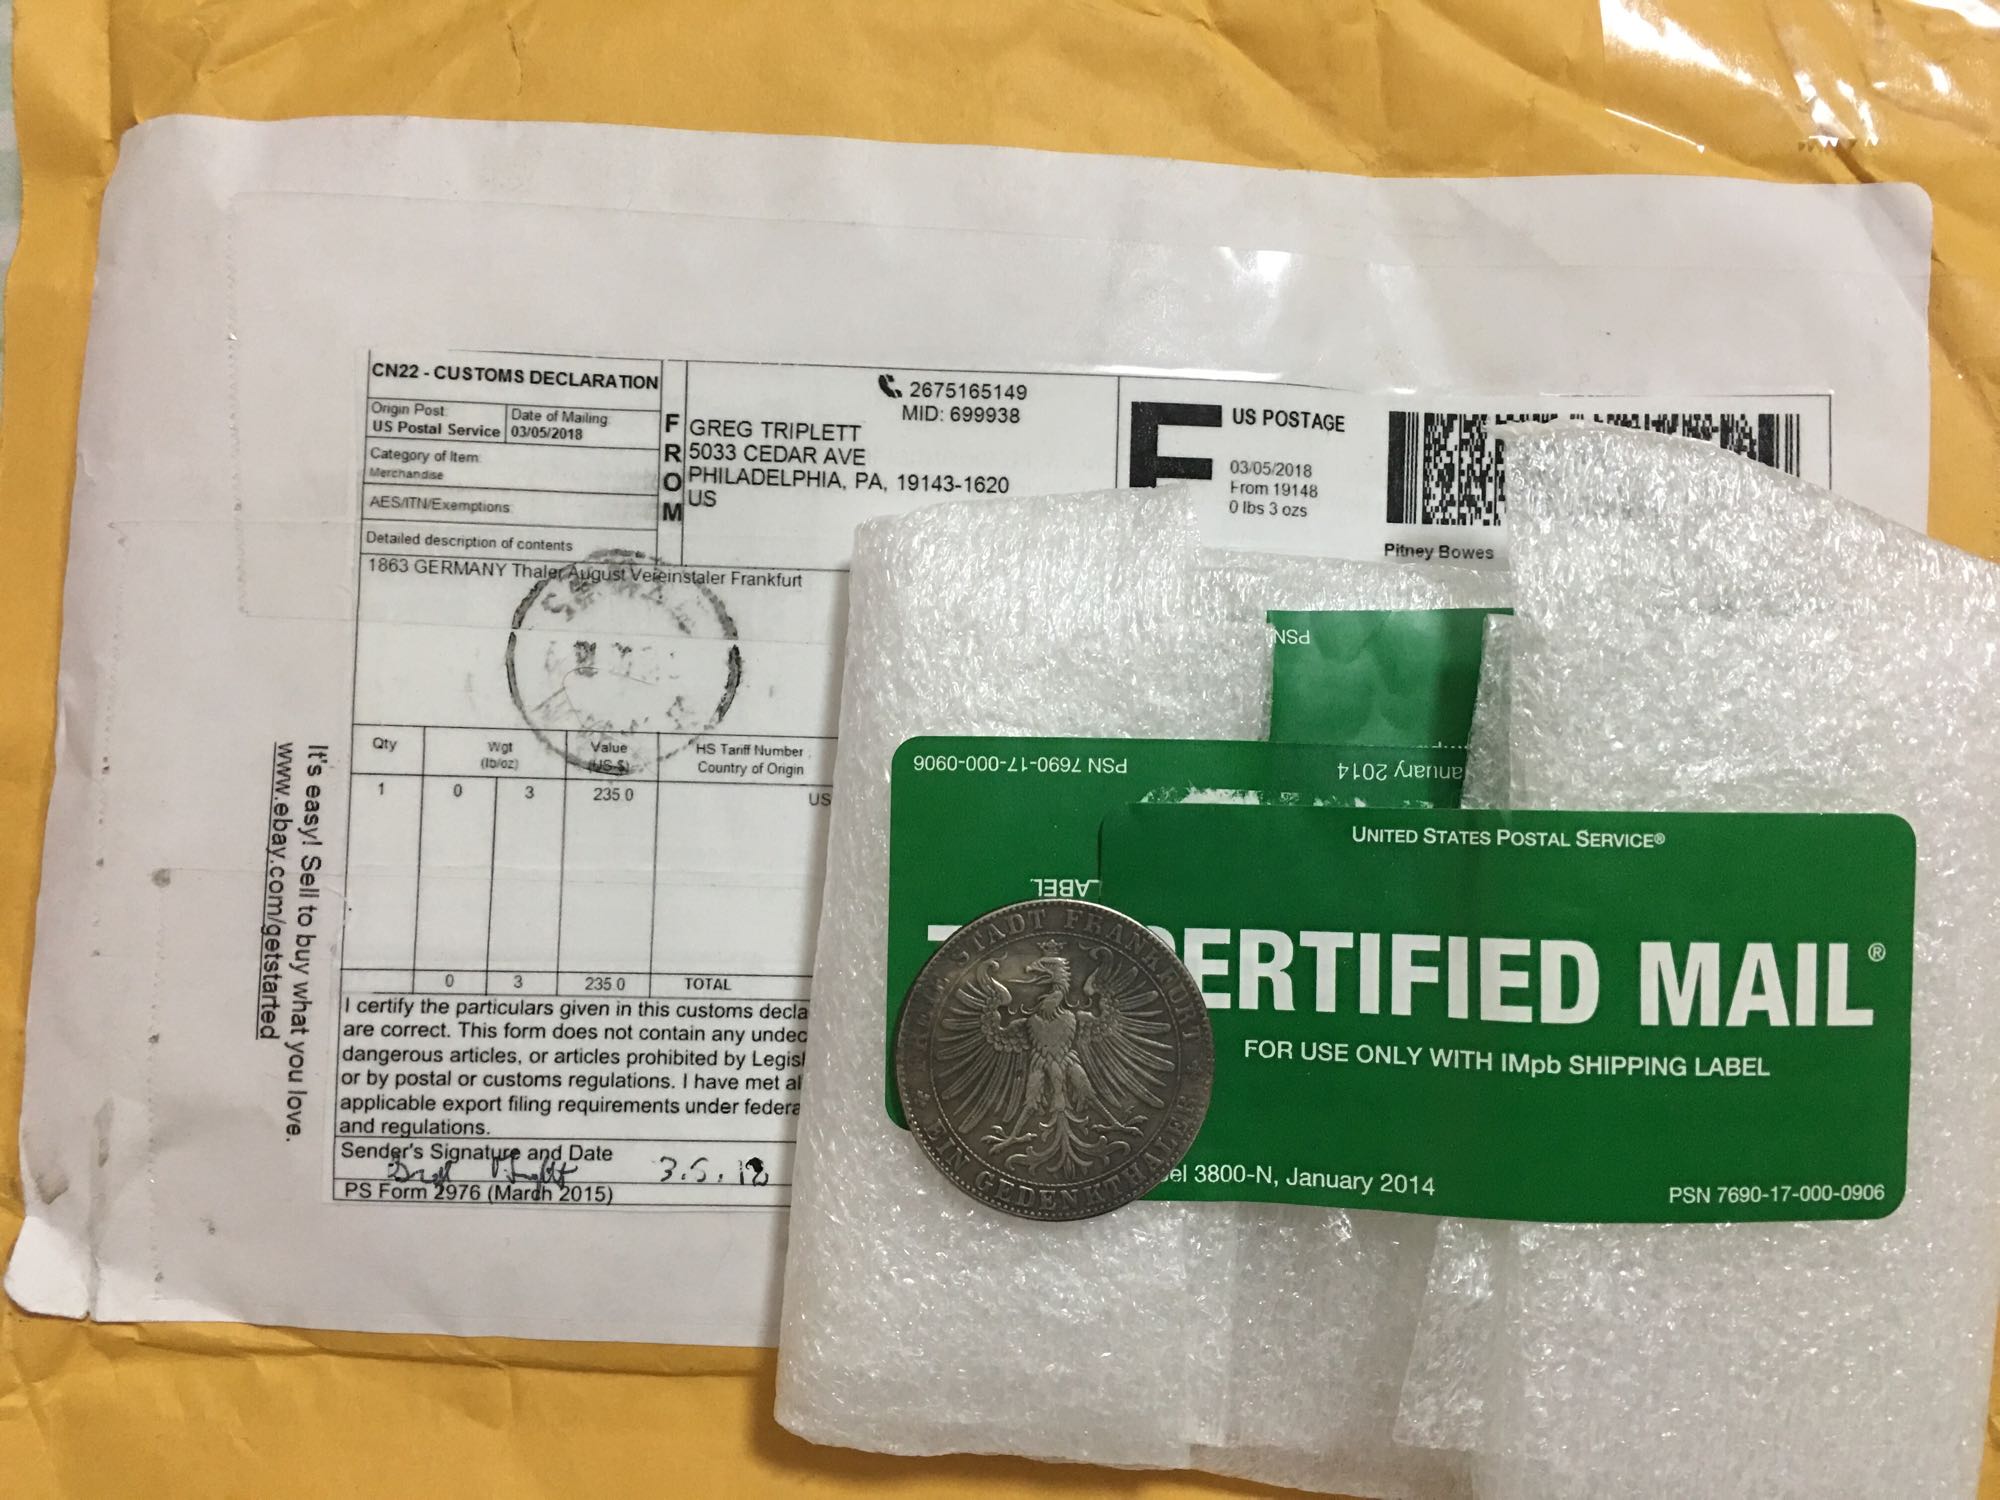 CN22 - CUSTOMS DECLARATION
Origin Post:
US Postal Service
Date of Mailing:
03/05/2018
Category of Item:
Merchandise
AES/ITN/Exemptions:
Detailed description of contents
1863 GERMANY Thaler August Vereinstaler Frankfurt
FROM
2675165149
MID: 699938
GREG TRIPLETT
5033 CEDAR AVE
PHILADELPHIA, PA, 19143-1620
US
US POSTAGE
03/05/2018
From 19148
0 lbs 3 ozs
Pitney Bowes
Qty
Wgt
(lb/oz)
Value
(US $)
HS Tariff Number
Country of Origin
1 0 3 235.0 US
0 3 235.0 TOTAL
I certify the particulars given in this customs decla
are correct. This form does not contain any undec
dangerous articles, or articles prohibited by Legisl
or by postal or customs regulations. I have met al
applicable export filing requirements under federa
and regulations.
Sender's Signature and Date
3.5.18
PS Form 2976 (March 2015)
It's easy! Sell to buy what you love.
www.ebay.com/getstarted
PSN
PSN 7690-17-000-0906
anuary 2014
ABEL
UNITED STATES POSTAL SERVICE®
ERTIFIED MAIL®
FOR USE ONLY WITH IMpb SHIPPING LABEL
el 3800-N, January 2014
PSN 7690-17-000-0906
STADT FRANKFURT
EIN GEDENKTHALER